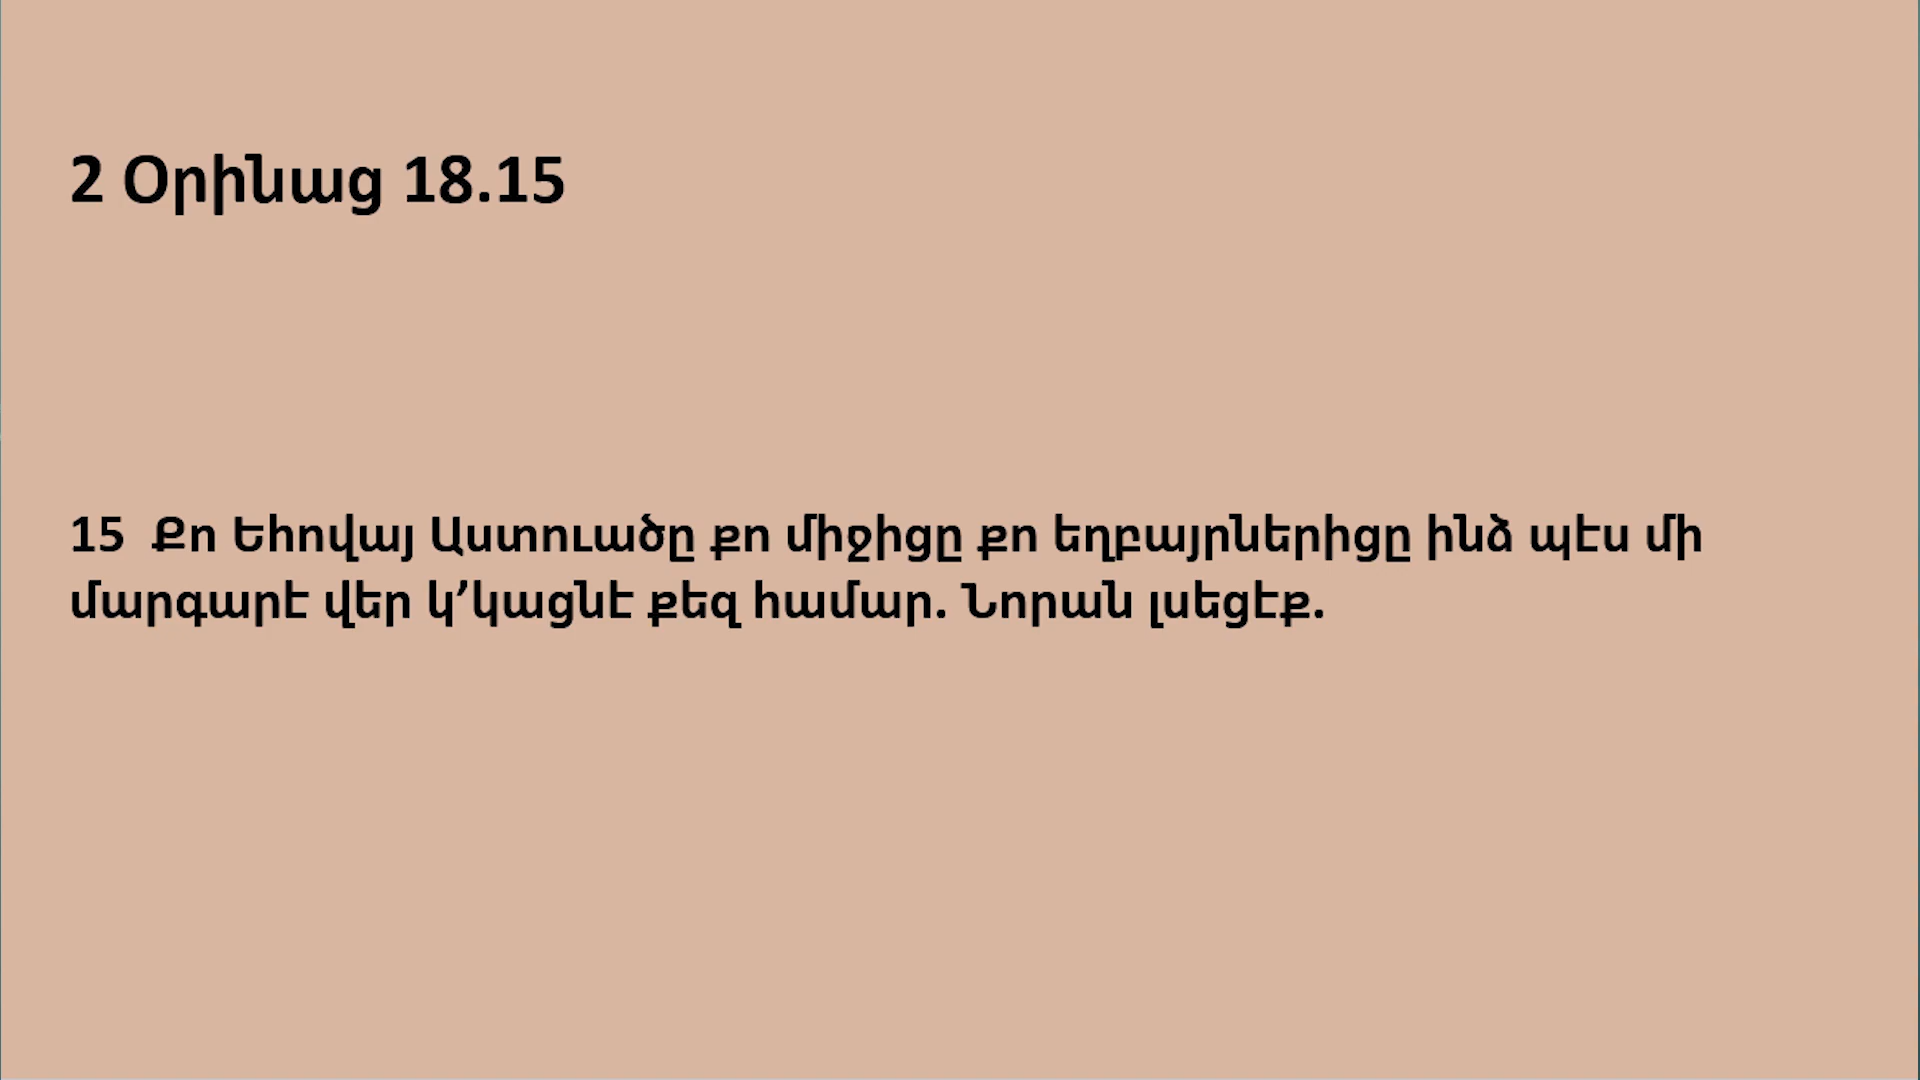 2 Օրինաց 18.15
15  Քո Եհովայ Աստուածը քո միջիցը քո եղբայրներիցը ինձ պէս մի
մարգարէ վեր կ’կացնէ քեզ համար. Նորան լսեցէք.